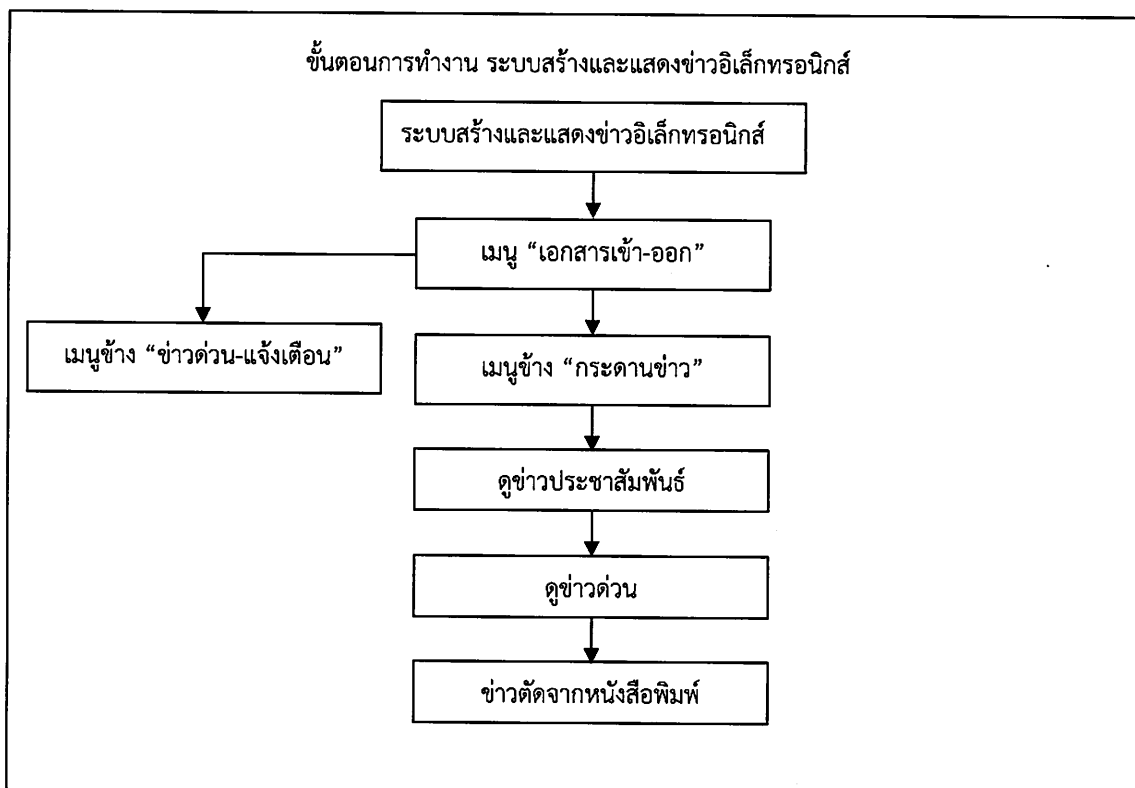 ขั้นตอนการทำงาน ระบบสร้างและแสดงข่าวอิเล็กทรอนิกส์
ระบบสร้างและแสดงข่าวอิเล็กทรอนิกส์
เมนู “เอกสารเข้า-ออก”
เมนูข้าง “ข่าวด่วน-แจ้งเตือน”
เมนูข้าง “กระดานข่าว”
ดูข่าวประชาสัมพันธ์
ดูข่าวด่วน
ข่าวตัดจากหนังสือพิมพ์